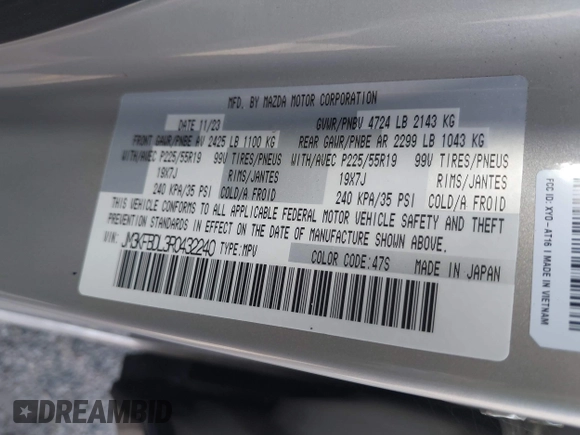 MFD. BY MAZDA MOTOR CORPORATION
DATE 11/23 GVWR/PNBV 4724 LB 2143 KG
FRONT GAWR/PNBE AV 2425 LB 1100 KG REAR GAWR/PNBE AR 2299 LB 1043 KG
WITH/AVEC P225/55R19 99V TIRES/PNEUS WITH/AVEC P225/55R19 99V TIRES/PNEUS
19X7J RIMS/JANTES 19X7J RIMS/JANTES
240 KPA/35 PSI COLD/A FROID 240 KPA/35 PSI COLD/A FROID
THIS VEHICLE CONFORMS TO ALL APPLICABLE FEDERAL MOTOR VEHICLE SAFETY AND THEFT
PREVENTION STANDARDS IN EFFECT ON THE DATE OF MANUFACTURE SHOWN ABOVE.
VIN: JM3KFBDL3R0432240 TYPE: MPV COLOR CODE:47S
MADE IN JAPAN
FCC ID: XYO-AT16 I MADE IN VIETNAM
DREAMBID